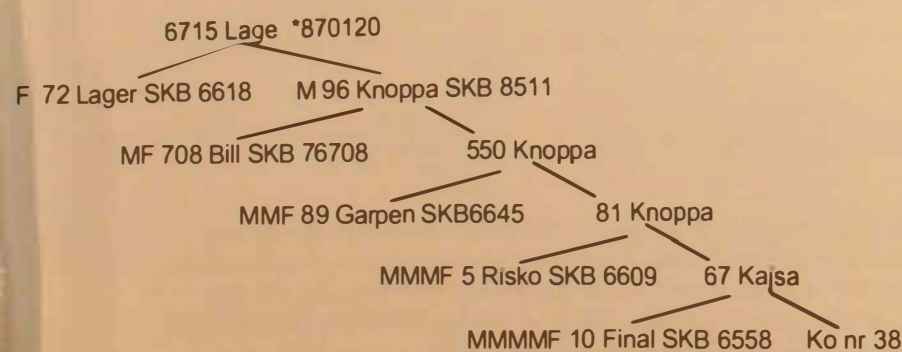 6715 Lage *870120
F 72 Lager SKB 6618 M 96 Knoppa SKB 8511
MF 708 Bill SKB 76708 550 Knoppa
MMF 89 Garpen SKB6645 81 Knoppa
MMMF 5 Risko SKB 6609 67 Kajsa
MMMMF 10 Final SKB 6558 Ko nr 38